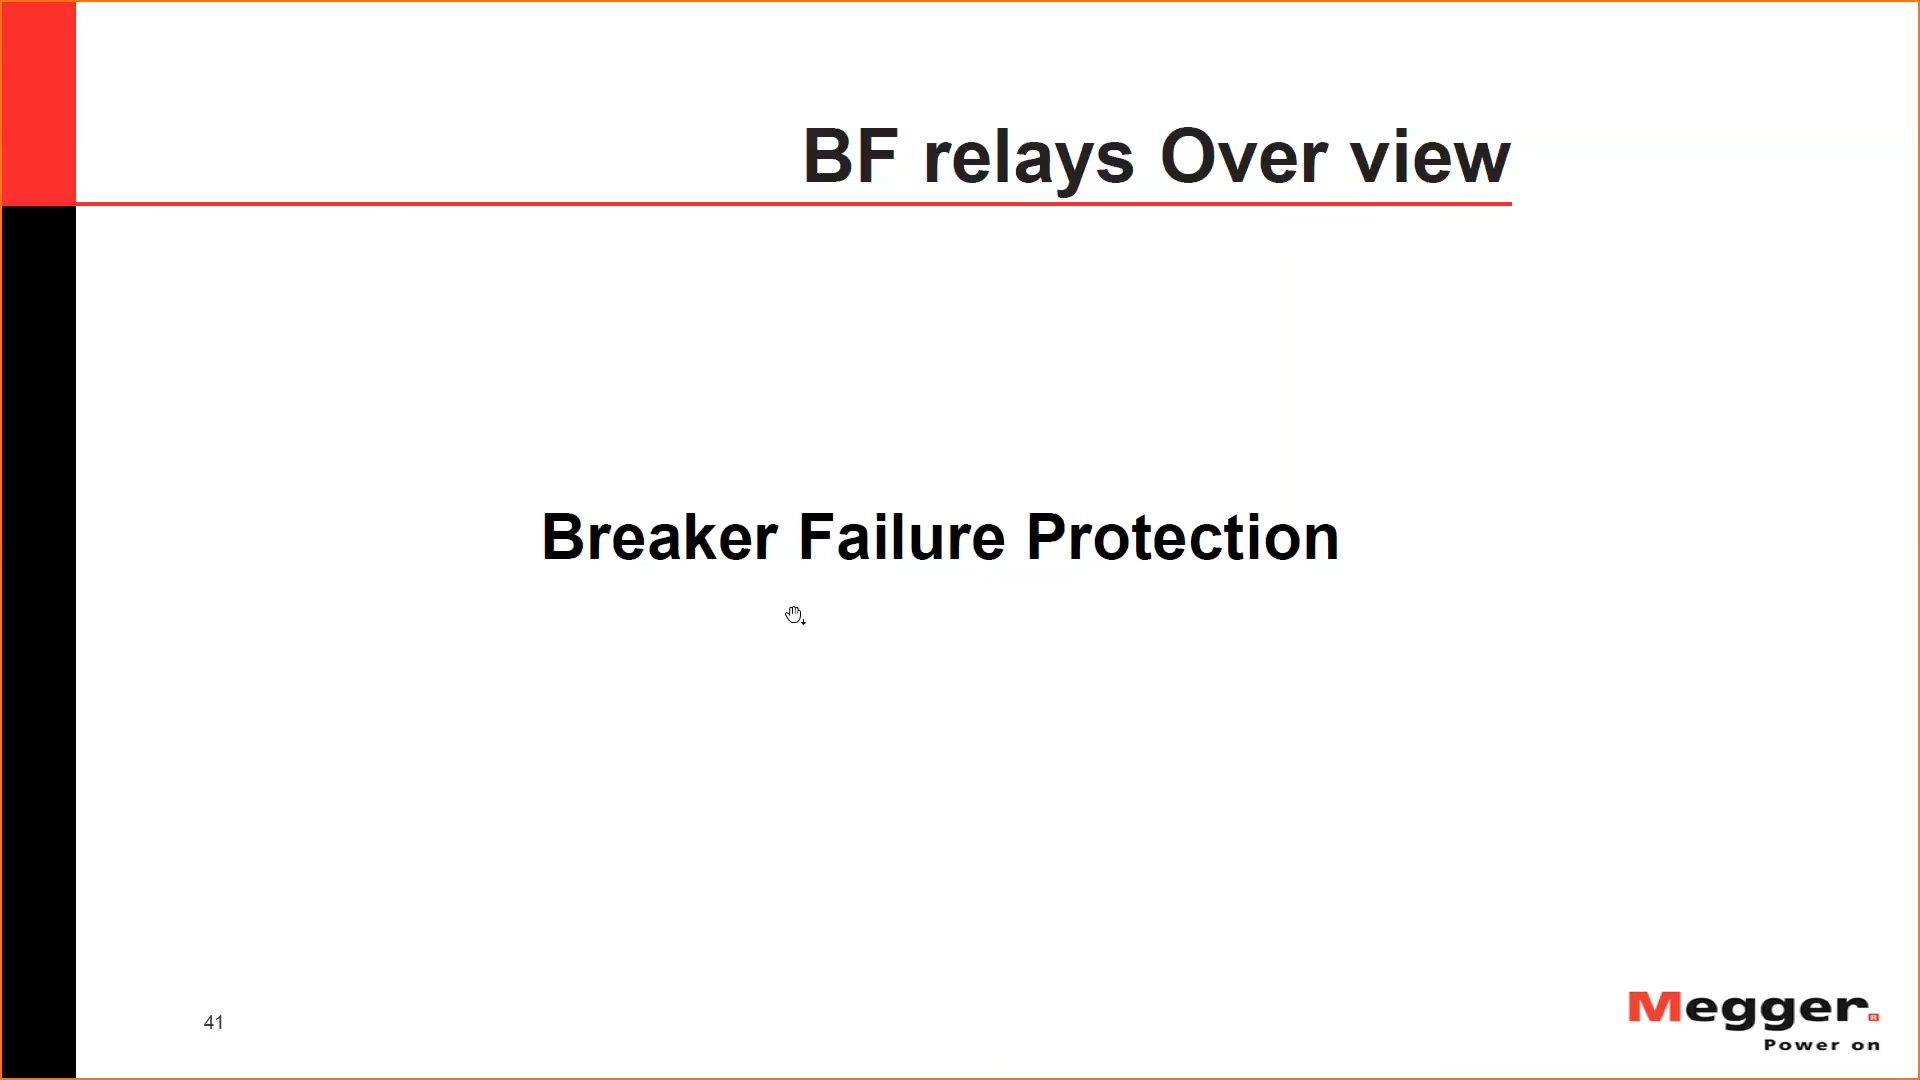 BF relays Over view
Breaker Failure Protection
41
Megger®
Power on